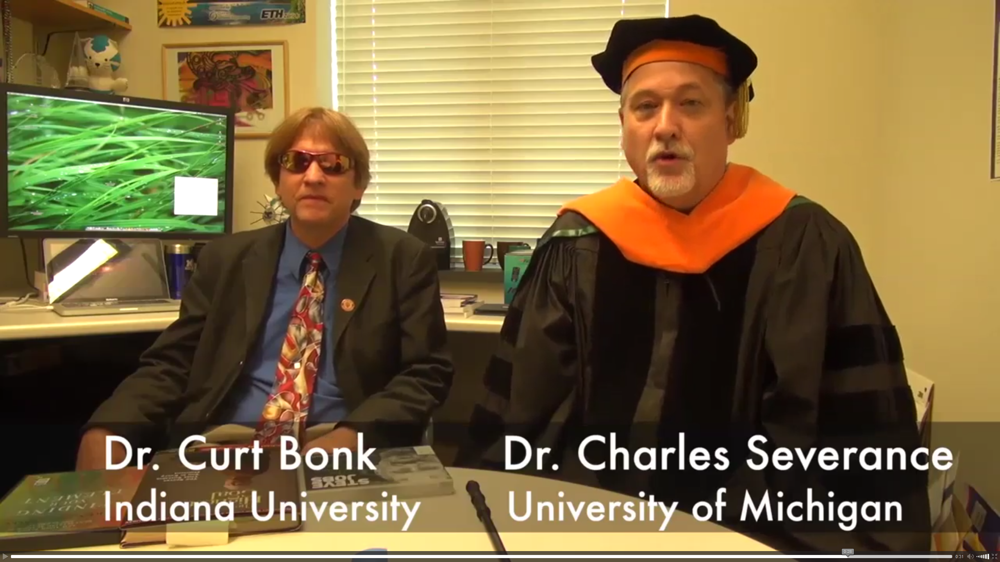 ETH
Dr. Curt Bonk
Indiana University
Dr. Charles Severance
University of Michigan
STEVE
JOBS
0:28
0:31